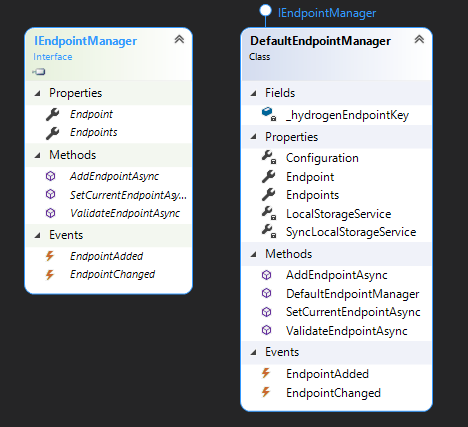 IEndpointManager
IEndpointManager
Interface
Properties
Endpoint
Endpoints
Methods
AddEndpointAsync
SetCurrentEndpointAsy...
ValidateEndpointAsync
Events
EndpointAdded
EndpointChanged
DefaultEndpointManager
Class
Fields
_hydrogenEndpointKey
Properties
Configuration
Endpoint
Endpoints
LocalStorageService
SyncLocalStorageService
Methods
AddEndpointAsync
DefaultEndpointManager
SetCurrentEndpointAsync
ValidateEndpointAsync
Events
EndpointAdded
EndpointChanged